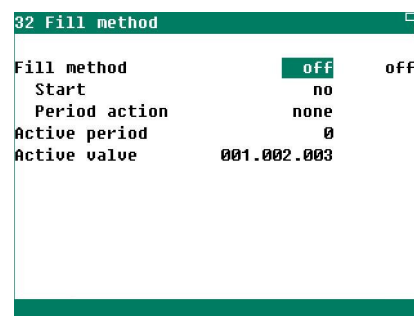 32 Fill method
Fill method off off
Start no
Period action none
Active period 0
Active value 001.002.003